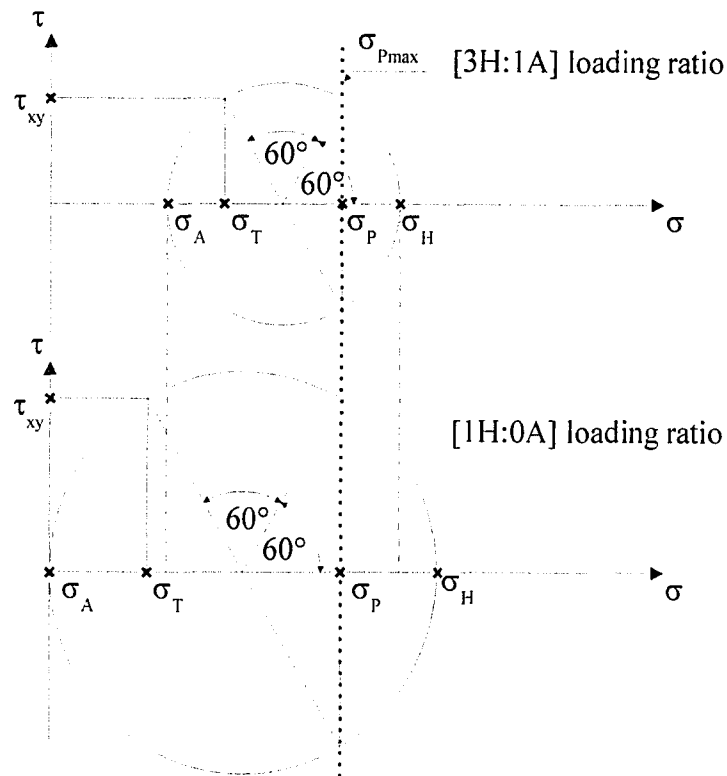 τ
σ_Pmax
[3H:1A] loading ratio
τ_xy
60°
60°
σ_A σ_T σ_P σ_H σ
τ
τ_xy
[1H:0A] loading ratio
60°
60°
σ_A σ_T σ_P σ_H σ